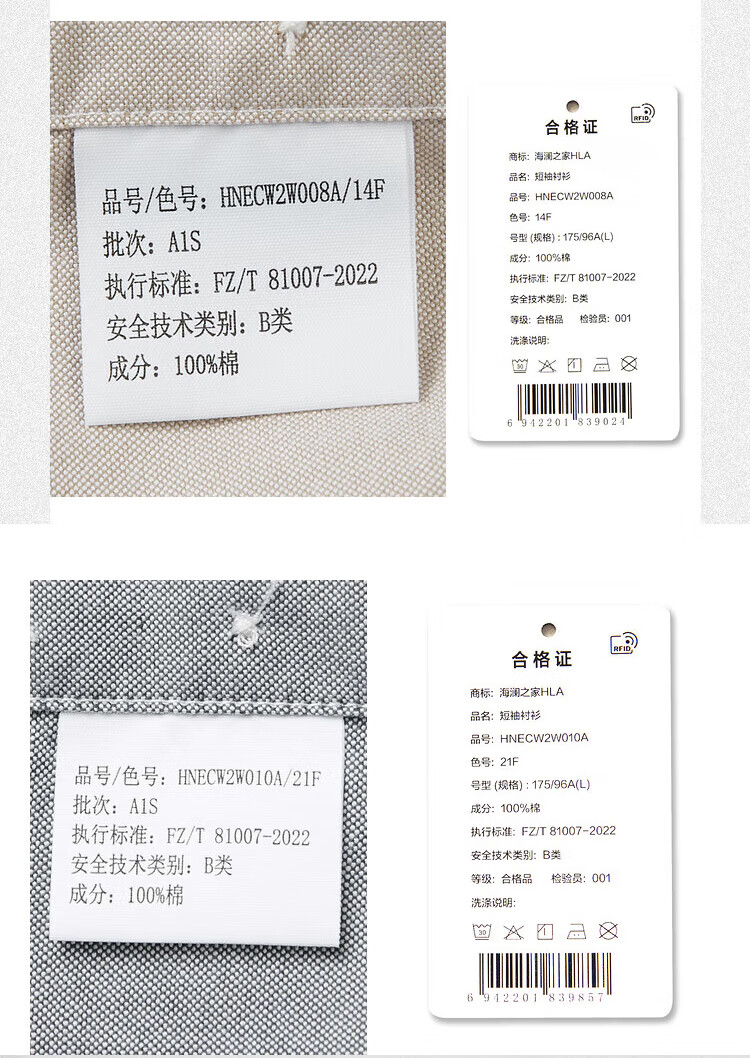 品号/色号：HNECW2W008A/14F
批次：A1S
执行标准：FZ/T 81007-2022
安全技术类别：B类
成分：100%棉
RFID
合格证
商标：海澜之家HLA
品名：短袖衬衫
品号：HNECW2W008A
色号：14F
号型 (规格)：175/96A(L)
成分：100%棉
执行标准：FZ/T 81007-2022
安全技术类别：B类
等级：合格品 检验员：001
洗涤说明：
30
6 942201 839024
品号/色号：HNECW2W010A/21F
批次：A1S
执行标准：FZ/T 81007-2022
安全技术类别：B类
成分：100%棉
RFID
合格证
商标：海澜之家HLA
品名：短袖衬衫
品号：HNECW2W010A
色号：21F
号型 (规格)：175/96A(L)
成分：100%棉
执行标准：FZ/T 81007-2022
安全技术类别：B类
等级：合格品 检验员：001
洗涤说明：
30
6 942201 839857